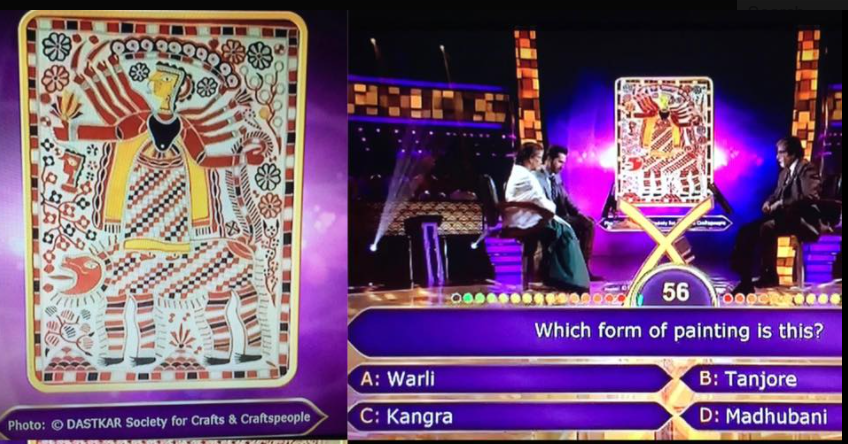 Photo: © DASTKAR Society for Crafts & Craftspeople
56
Which form of painting is this?
A: Warli
B: Tanjore
C: Kangra
D: Madhubani